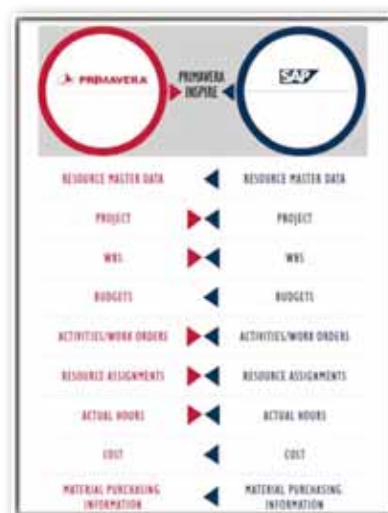 PRIMAVERA
PRIMAVERA
INSPIRE
SAP
RESOURCE MASTER DATA RESOURCE MASTER DATA
PROJECT PROJECT
WBS WBS
BUDGETS BUDGETS
ACTIVITIES/WORK ORDERS ACTIVITIES/WORK ORDERS
RESOURCE ASSIGNMENTS RESOURCE ASSIGNMENTS
ACTUAL HOURS ACTUAL HOURS
COST COST
MATERIAL PURCHASING MATERIAL PURCHASING
INFORMATION INFORMATION